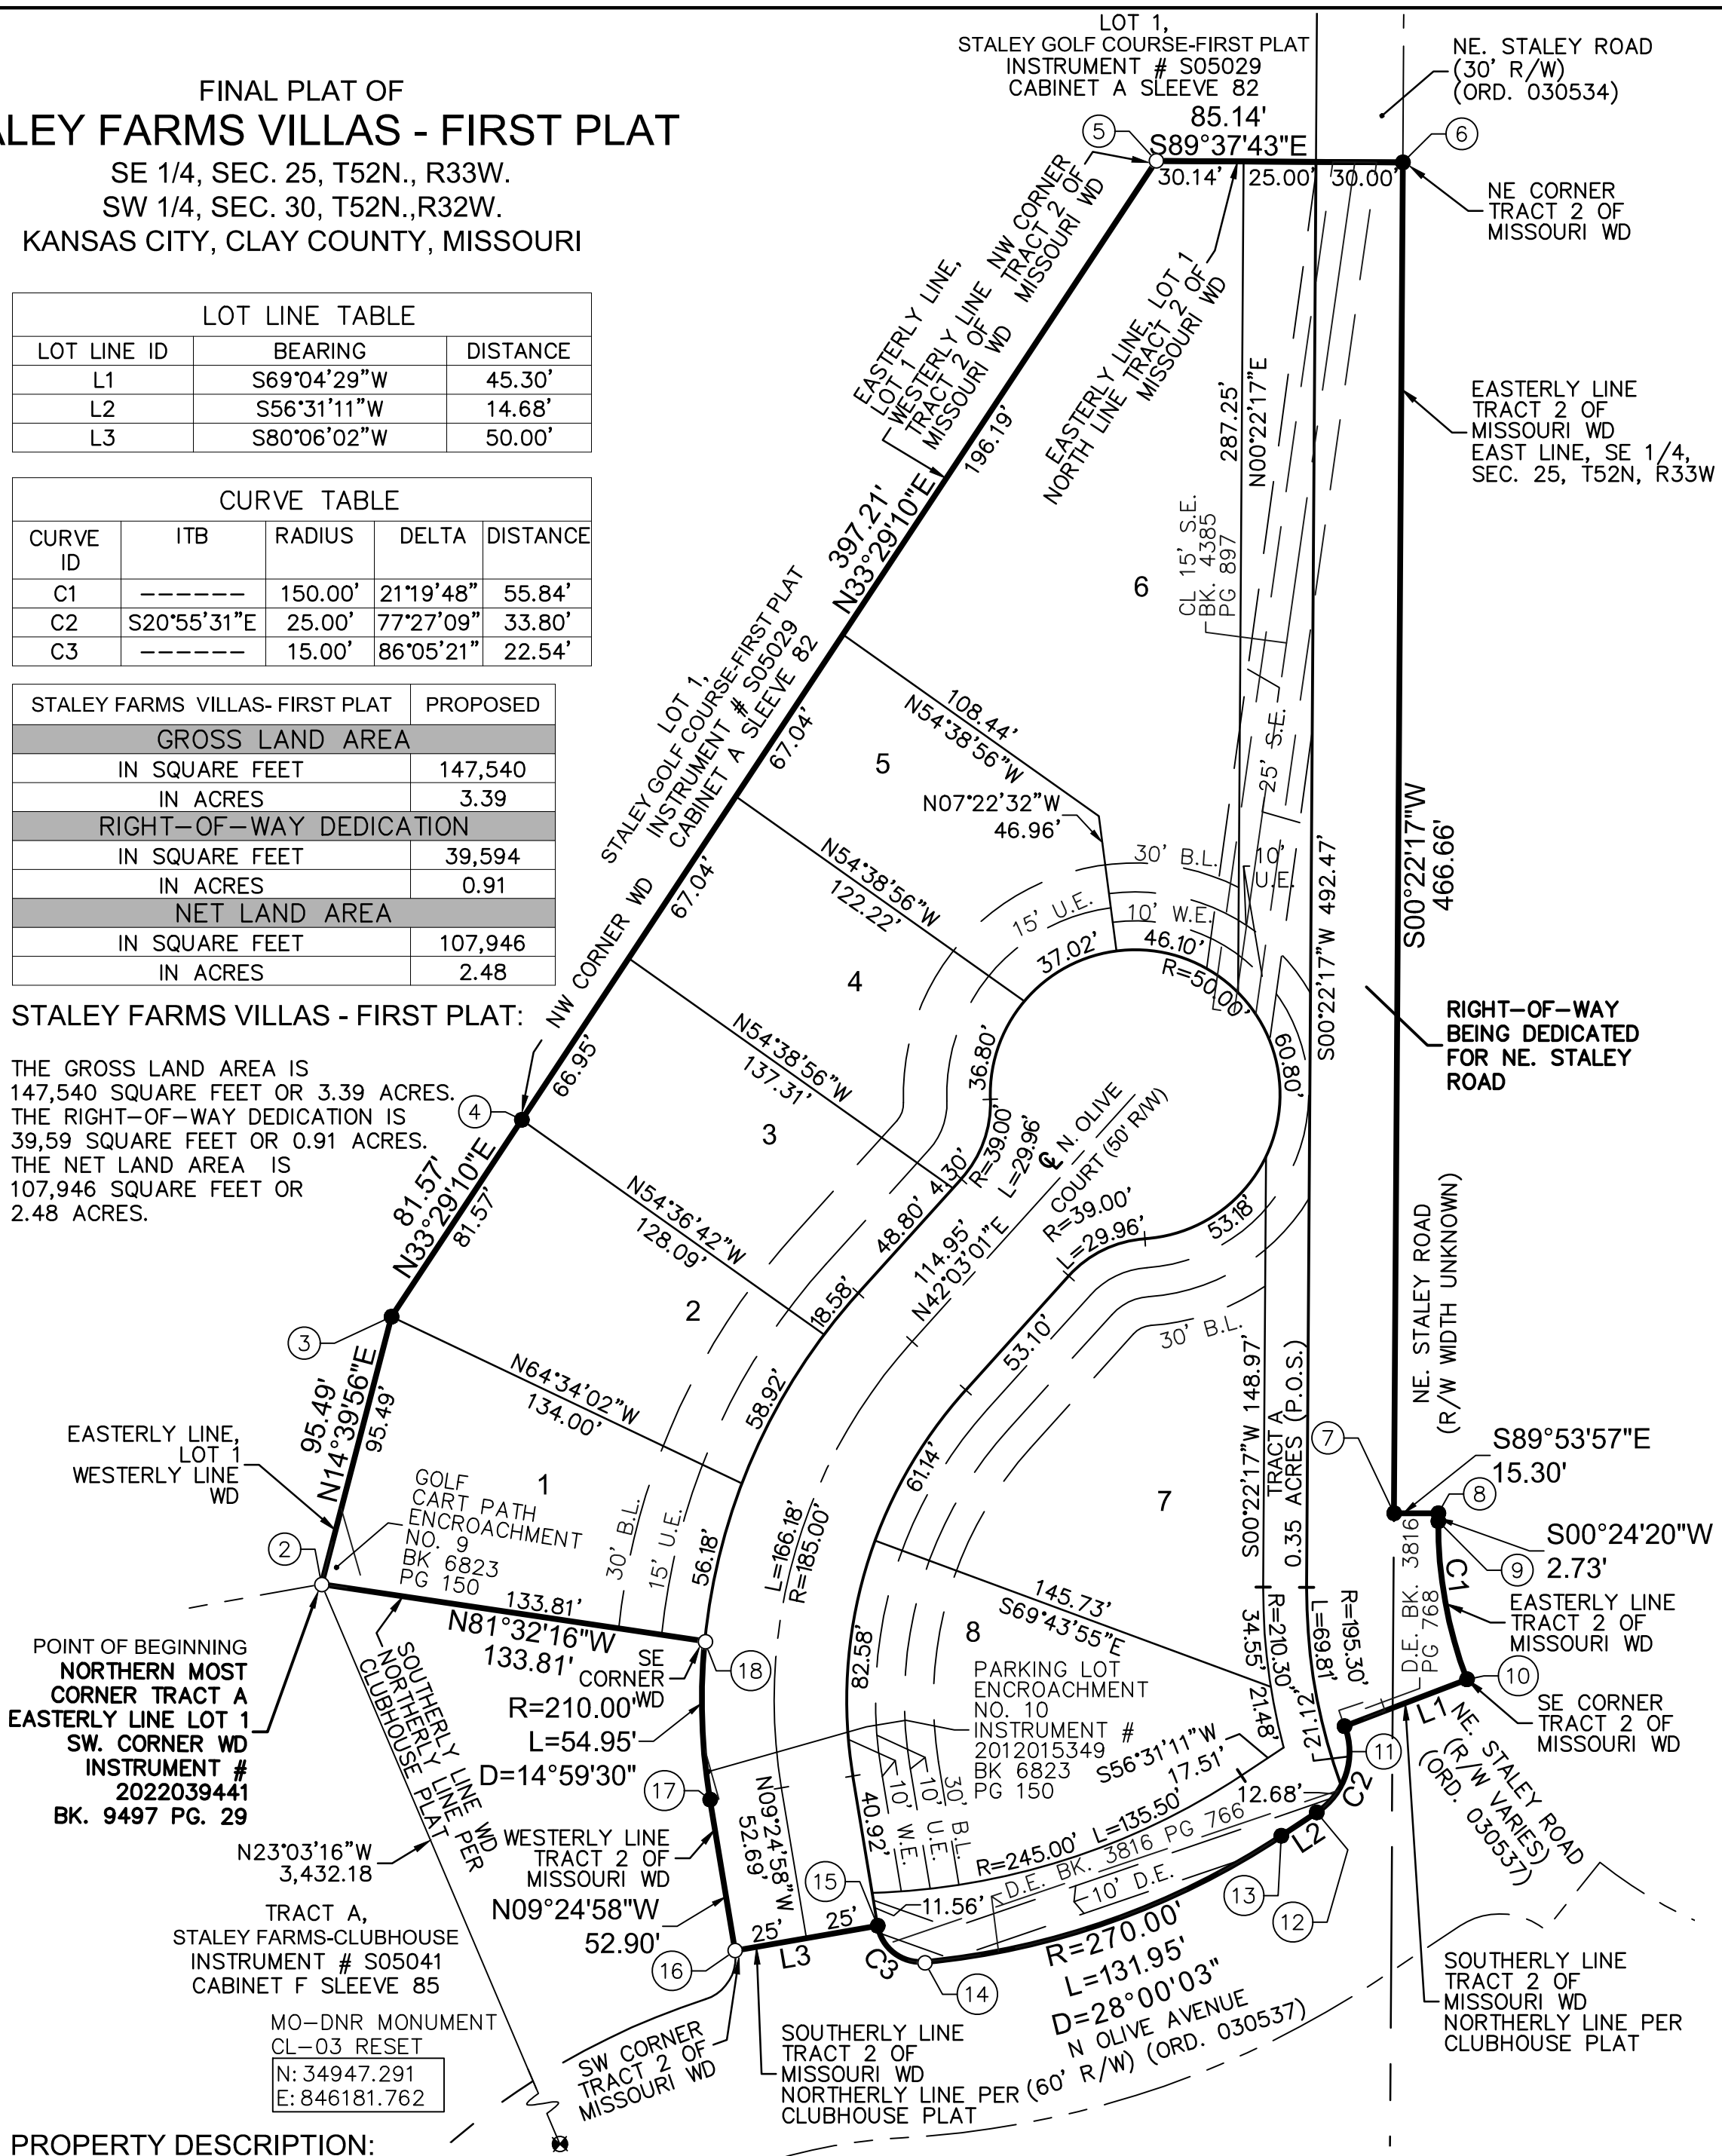 FINAL PLAT OF
ALEY FARMS VILLAS - FIRST PLAT
SE 1/4, SEC. 25, T52N., R33W.
SW 1/4, SEC. 30, T52N.,R32W.
KANSAS CITY, CLAY COUNTY, MISSOURI
LOT LINE TABLE
LOT LINE ID BEARING DISTANCE
L1 S69°04'29"W 45.30'
L2 S56°31'11"W 14.68'
L3 S80°06'02"W 50.00'
CURVE TABLE
CURVE ID ITB RADIUS DELTA DISTANCE
C1 ------ 150.00' 21°19'48" 55.84'
C2 S20°55'31"E 25.00' 77°27'09" 33.80'
C3 ------ 15.00' 86°05'21" 22.54'
STALEY FARMS VILLAS- FIRST PLAT PROPOSED
GROSS LAND AREA
IN SQUARE FEET 147,540
IN ACRES 3.39
RIGHT-OF-WAY DEDICATION
IN SQUARE FEET 39,594
IN ACRES 0.91
NET LAND AREA
IN SQUARE FEET 107,946
IN ACRES 2.48
STALEY FARMS VILLAS - FIRST PLAT:
THE GROSS LAND AREA IS
147,540 SQUARE FEET OR 3.39 ACRES.
THE RIGHT-OF-WAY DEDICATION IS
39,59 SQUARE FEET OR 0.91 ACRES.
THE NET LAND AREA IS
107,946 SQUARE FEET OR
2.48 ACRES.
LOT 1,
STALEY GOLF COURSE-FIRST PLAT
INSTRUMENT # S05029
CABINET A SLEEVE 82
85.14'
S89°37'43"E
30.14' 25.00' 30.00'
5
6
NE. STALEY ROAD
(30' R/W)
(ORD. 030534)
NE CORNER
TRACT 2 OF
MISSOURI WD
NW CORNER
TRACT 2 OF
MISSOURI WD
EASTERLY LINE,
LOT 1
WESTERLY LINE
TRACT 2 OF
MISSOURI WD
EASTERLY LINE, LOT 1
NORTH LINE TRACT 2 OF
MISSOURI WD
EASTERLY LINE
TRACT 2 OF
MISSOURI WD
EAST LINE, SE 1/4,
SEC. 25, T52N, R33W
196.19'
397.21'
N33°29'10"E
287.25'
N00°22'17"E
CL 15' S.E.
BK. 4385
PG 897
6
LOT 1,
STALEY GOLF COURSE-FIRST PLAT
INSTRUMENT # S05029
CABINET A SLEEVE 82
67.04'
108.44'
N54°38'56"W
5
N07°22'32"W
46.96'
25' S.E.
S00°22'17"W
466.66'
S00°22'17"W 492.47'
30' B.L.
10'
U.E.
15' U.E.
10' W.E.
67.04'
N54°38'56"W
122.22'
4
37.02'
46.10'
R=50.00'
NW CORNER WD
66.95'
N54°38'56"W
137.31'
36.80'
60.80'
RIGHT-OF-WAY
BEING DEDICATED
FOR NE. STALEY
ROAD
4
3
81.57'
N33°29'10"E
81.57'
N54°36'42"W
128.09'
4.30'
R=39.00'
L=29.96'
℄ N. OLIVE
COURT (50' R/W)
R=39.00'
L=29.96'
53.18'
48.80'
114.95'
N42°03'01"E
18.58'
2
53.10'
30' B.L.
3
N64°34'02"W
134.00'
58.92'
NE. STALEY ROAD
(R/W WIDTH UNKNOWN)
95.49'
N14°39'56"E
95.49'
EASTERLY LINE,
LOT 1
WESTERLY LINE
WD
GOLF
CART PATH
ENCROACHMENT
NO. 9
BK 6823
PG 150
1
30' B.L.
15' U.E.
56.18'
L=166.18'
R=185.00'
61.14'
7
S00°22'17"W 148.97'
TRACT A
0.35 ACRES (P.O.S.)
7
S89°53'57"E
15.30'
8
S00°24'20"W
2.73'
9
C1
EASTERLY LINE
TRACT 2 OF
MISSOURI WD
D.E. BK. 3816
PG 768
10
SE CORNER
TRACT 2 OF
MISSOURI WD
L1
2
133.81'
N81°32'16"W
133.81'
POINT OF BEGINNING
NORTHERN MOST
CORNER TRACT A
EASTERLY LINE LOT 1
SW. CORNER WD
INSTRUMENT #
2022039441
BK. 9497 PG. 29
SOUTHERLY LINE WD
NORTHERLY LINE PER
CLUBHOUSE PLAT
SE
CORNER
WD
18
R=210.00'
L=54.95'
D=14°59'30"
17
82.58'
145.73'
S69°43'55"E
8
PARKING LOT
ENCROACHMENT
NO. 10
INSTRUMENT #
2012015349
BK 6823
PG 150
34.55'
R=210.30'
21.48'
L=69.81'
R=195.30'
21.12'
S56°31'11"W
17.51'
11
12.68'
C2
L2
NE. STALEY ROAD
(R/W VARIES)
(ORD. 030537)
N23°03'16"W
3,432.18
WESTERLY LINE
TRACT 2 OF
MISSOURI WD
N09°24'58"W
52.90'
N09°24'58"W
52.69'
40.92'
10' W.E.
10' U.E.
30' B.L.
R=245.00' L=135.50'
D.E. BK. 3816 PG 766
10' D.E.
15
11.56'
13
12
TRACT A,
STALEY FARMS-CLUBHOUSE
INSTRUMENT # S05041
CABINET F SLEEVE 85
16
25' 25'
L3
C3
14
R=270.00'
L=131.95'
D=28°00'03"
N OLIVE AVENUE
(60' R/W) (ORD. 030537)
SOUTHERLY LINE
TRACT 2 OF
MISSOURI WD
NORTHERLY LINE PER
CLUBHOUSE PLAT
MO-DNR MONUMENT
CL-03 RESET
N: 34947.291
E: 846181.762
SW CORNER
TRACT 2 OF
MISSOURI WD
SOUTHERLY LINE
TRACT 2 OF
MISSOURI WD
NORTHERLY LINE PER
CLUBHOUSE PLAT
PROPERTY DESCRIPTION: